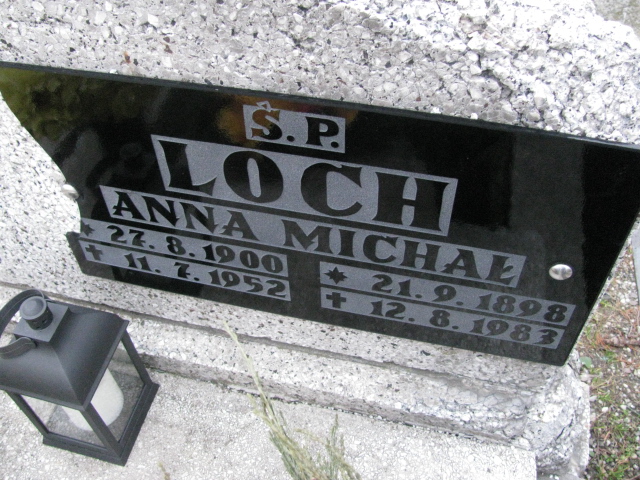 Ś.P.
LOCH
ANNA MICHAŁ
* 27.8.1900 * 21.9.1898
✝ 11.7.1952 ✝ 12.8.1983